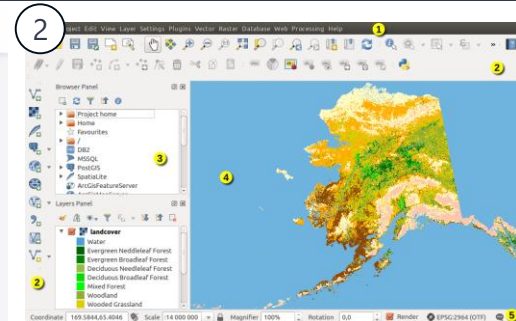 2
Project Edit View Layer Settings Plugins Vector Raster Database Web Processing Help
1
2
Browser Panel
Project home
Home
Favourites
/
DB2
MSSQL
PostGIS
SpatiaLite
ArcGisFeatureServer
3
4
Layers Panel
landcover
Water
Evergreen Neddleleaf Forest
Evergreen Broadleaf Forest
Deciduous Needleleaf Forest
Deciduous Broadleaf Forest
Mixed Forest
Woodland
Wooded Grassland
2
Coordinate 169.5844,65.4046 Scale 14 000 000 Magnifier 100% Rotation 0,0 Render EPSG:2964 (OTF) 5